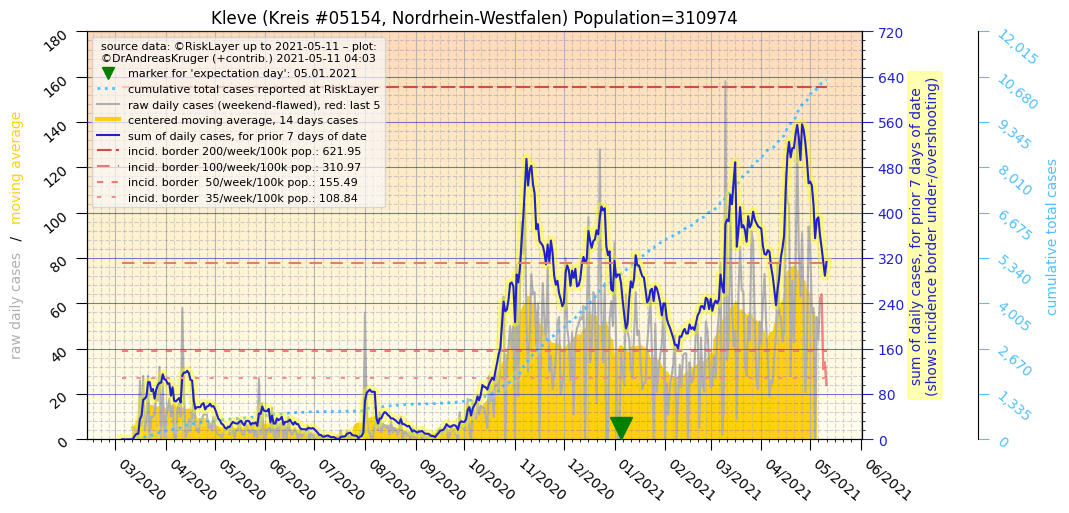 Kleve (Kreis #05154, Nordrhein-Westfalen) Population=310974
source data: ©RiskLayer up to 2021-05-11 – plot:
©DrAndreasKruger (+contrib.) 2021-05-11 04:03
marker for 'expectation day': 05.01.2021
cumulative total cases reported at RiskLayer
raw daily cases (weekend-flawed), red: last 5
centered moving average, 14 days cases
sum of daily cases, for prior 7 days of date
incid. border 200/week/100k pop.: 621.95
incid. border 100/week/100k pop.: 310.97
incid. border  50/week/100k pop.: 155.49
incid. border  35/week/100k pop.: 108.84
raw daily cases  /  moving average
180
160
140
120
100
80
60
40
20
0
03/2020
04/2020
05/2020
06/2020
07/2020
08/2020
09/2020
10/2020
11/2020
12/2020
01/2021
02/2021
03/2021
04/2021
05/2021
06/2021
720
640
560
480
400
320
240
160
80
0
sum of daily cases, for prior 7 days of date
(shows incidence border under-/overshooting)
12,015
10,680
9,345
8,010
6,675
5,340
4,005
2,670
1,335
0
cumulative total cases